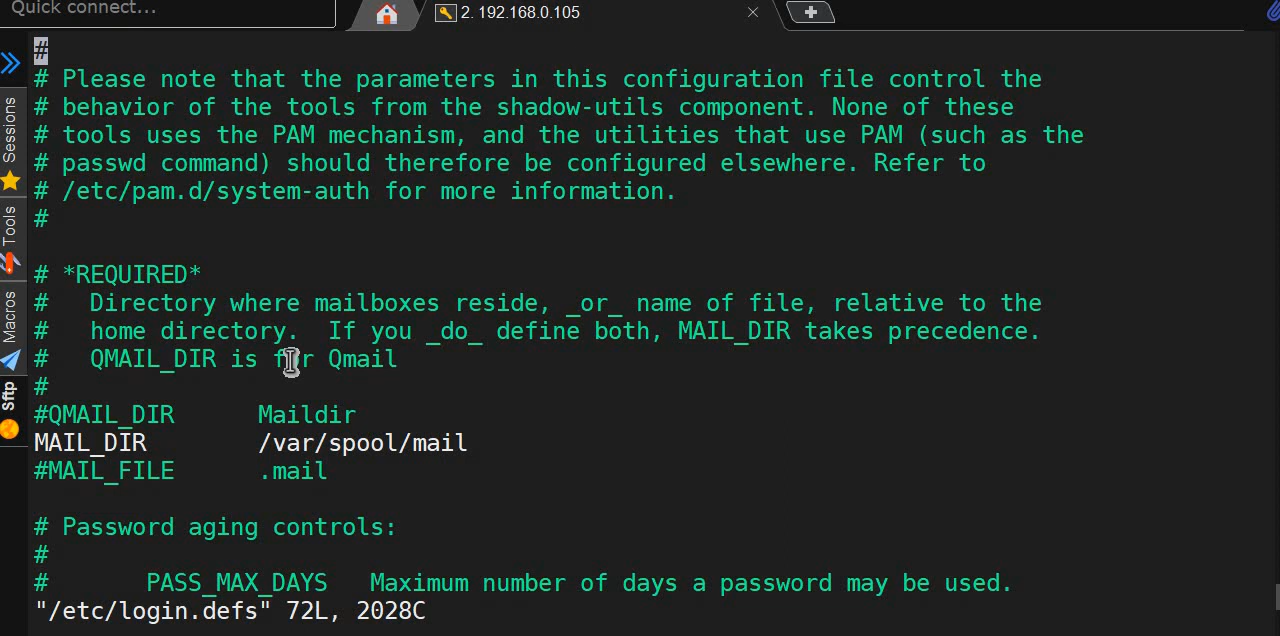 Quick connect...
2. 192.168.0.105
Sessions
Tools
Macros
Sftp
#
# Please note that the parameters in this configuration file control the
# behavior of the tools from the shadow-utils component. None of these
# tools uses the PAM mechanism, and the utilities that use PAM (such as the
# passwd command) should therefore be configured elsewhere. Refer to
# /etc/pam.d/system-auth for more information.
#
# *REQUIRED*
#   Directory where mailboxes reside, _or_ name of file, relative to the
#   home directory.  If you _do_ define both, MAIL_DIR takes precedence.
#   QMAIL_DIR is for Qmail
#
#QMAIL_DIR      Maildir
MAIL_DIR        /var/spool/mail
#MAIL_FILE      .mail
# Password aging controls:
#
#       PASS_MAX_DAYS   Maximum number of days a password may be used.
"/etc/login.defs" 72L, 2028C